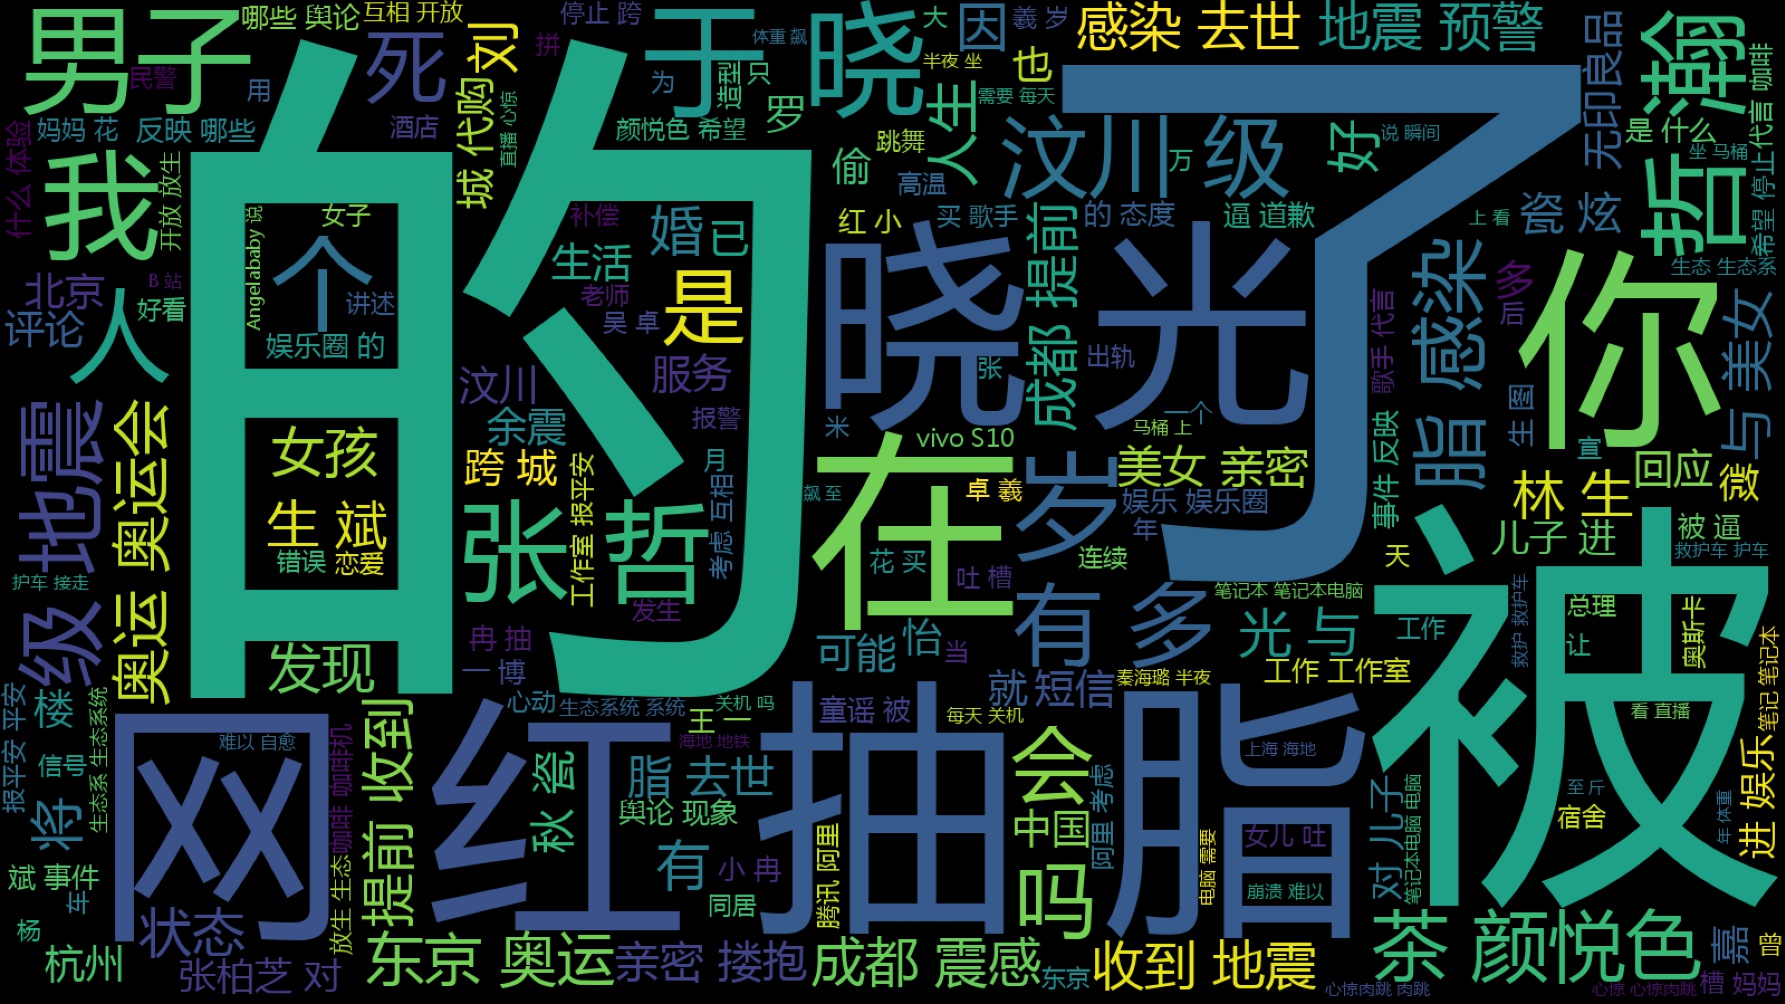 男子
哪些 舆论
互相 开放
停止 跨
大
因
羲 岁
感染 去世
地震 预警
瀚
民警
用
死
刘
拼
于
体重 飙
晓
半夜 坐
也
无印良品
代言 咖啡
妈妈 花
反映 哪些
酒店
城 代购
直播 心惊
为
造型
只
颜悦色 希望
罗
需要 每天
跳舞
偷
人生
高温
汶川
万
级
好
说 瞬间
是 什么
坐 马桶
什么 体验
我
开放 放生
的
了
Angelababy 说
女子
个
讲述
娱乐圈 的
补偿
婚
已
生活
老师
是
吴 卓
红 小
买 歌手
的 态度
逼 道歉
上 看
瓷 炫
哲
希望 停止
生态 生态系
北京
B 站
好看
评论
人
汶川
服务
余震
报警
晓光
张
成都 提前
出轨
歌手 代言
感染
多
后
你
与 美女
地震
奥运 奥运会
女孩
生 斌
错误
恋爱
跨 城
月
工作室 报平安
考虑 互相
张 哲
米
vivo S10
一个
马桶 上
在
卓 羲
飙 至
岁
美女 亲密
娱乐 娱乐圈
年
事件 反映
脂
生 图
宣
回应
微
林 生
天
儿子 进
被 逼
救护车 护车
护车 接走
级
发现
发生
冉 抽
一 博
花 买
吐 槽
连续
有 多
可能
怡
当
笔记本 笔记本电脑
光 与
工作
救护 救护车
总理
让
奥斯卡
被
笔记 笔记本
报平安 平安
楼
生态系 生态系统
信号
将
难以 自愈
网红
咖啡 咖啡机
提前 收到
心动
生态系统 系统
关机 吗
王 一
海地 地铁
童谣 被
每天 关机
就 短信
秦海璐 半夜
工作 工作室
看 直播
抽脂
秋 瓷
脂 去世
舆论 现象
会
中国
阿里 考虑
上海 海地
对 儿子
笔记本电脑 电脑
至 斤
宿舍
年 体重
进 娱乐
斌 事件
车
杨
放生 生态
有
小 冉
同居
腾讯 阿里
吗
电脑 需要
女儿 吐
崩溃 难以
状态
杭州
张柏芝 对
东京 奥运
亲密 搂抱
成都 震感
东京
收到 地震
茶
颜悦色
嘉
心惊肉跳 肉跳
心惊 心惊肉跳
槽 妈妈